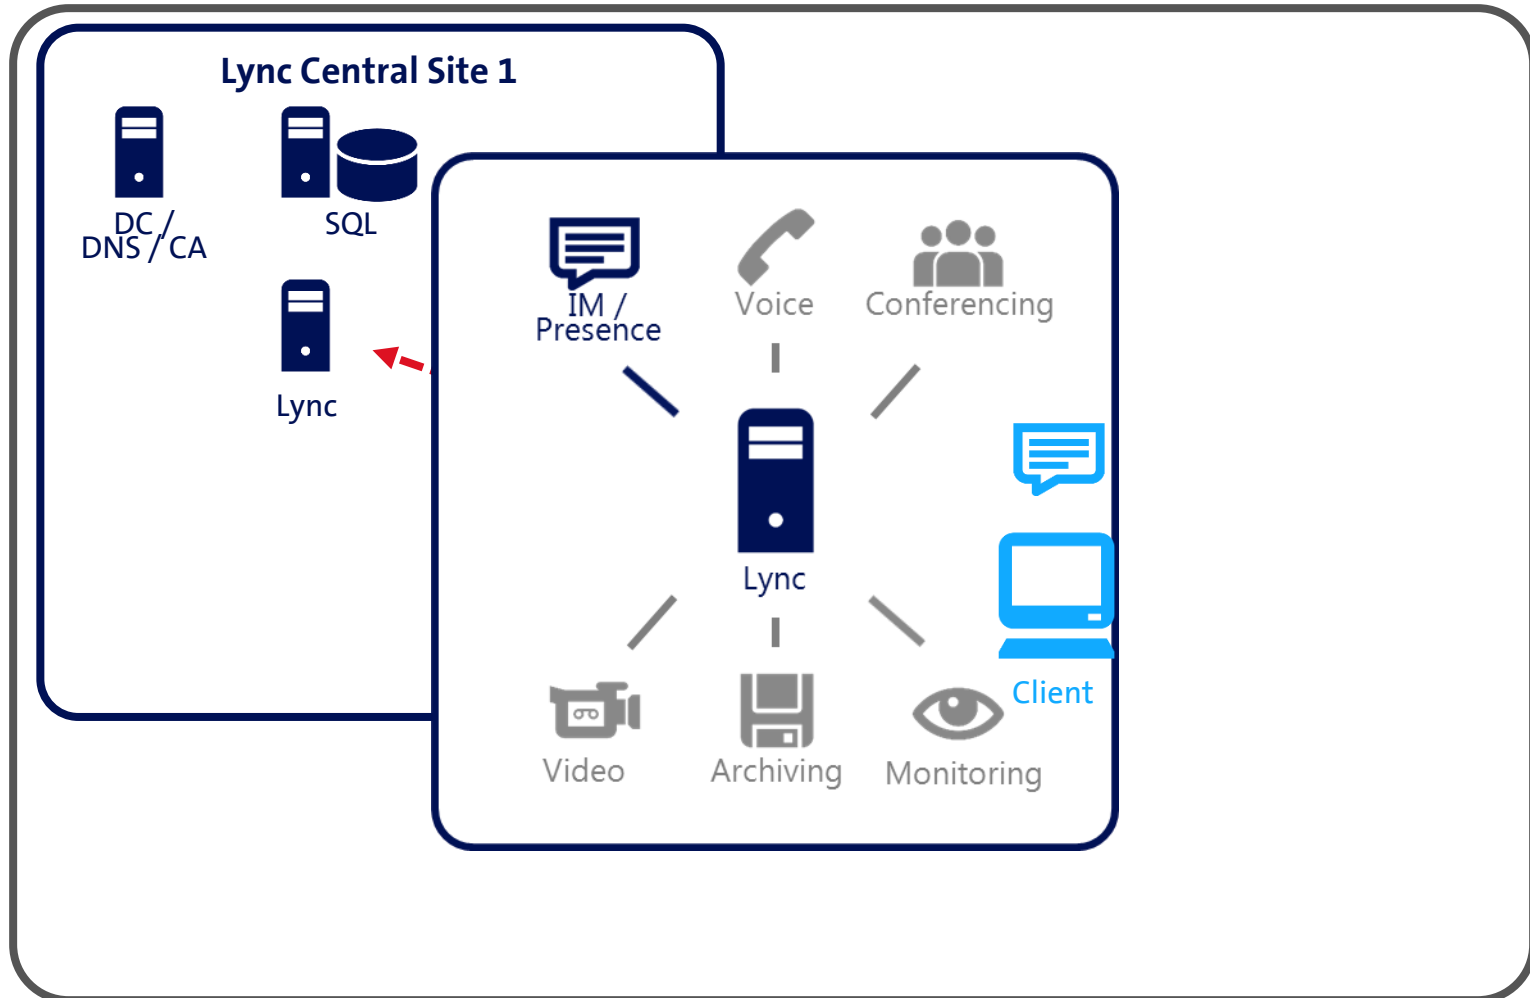 Lync Central Site 1
DC /
DNS / CA
SQL
Lync
IM /
Presence
Voice
Conferencing
Lync
Client
Video
Archiving
Monitoring